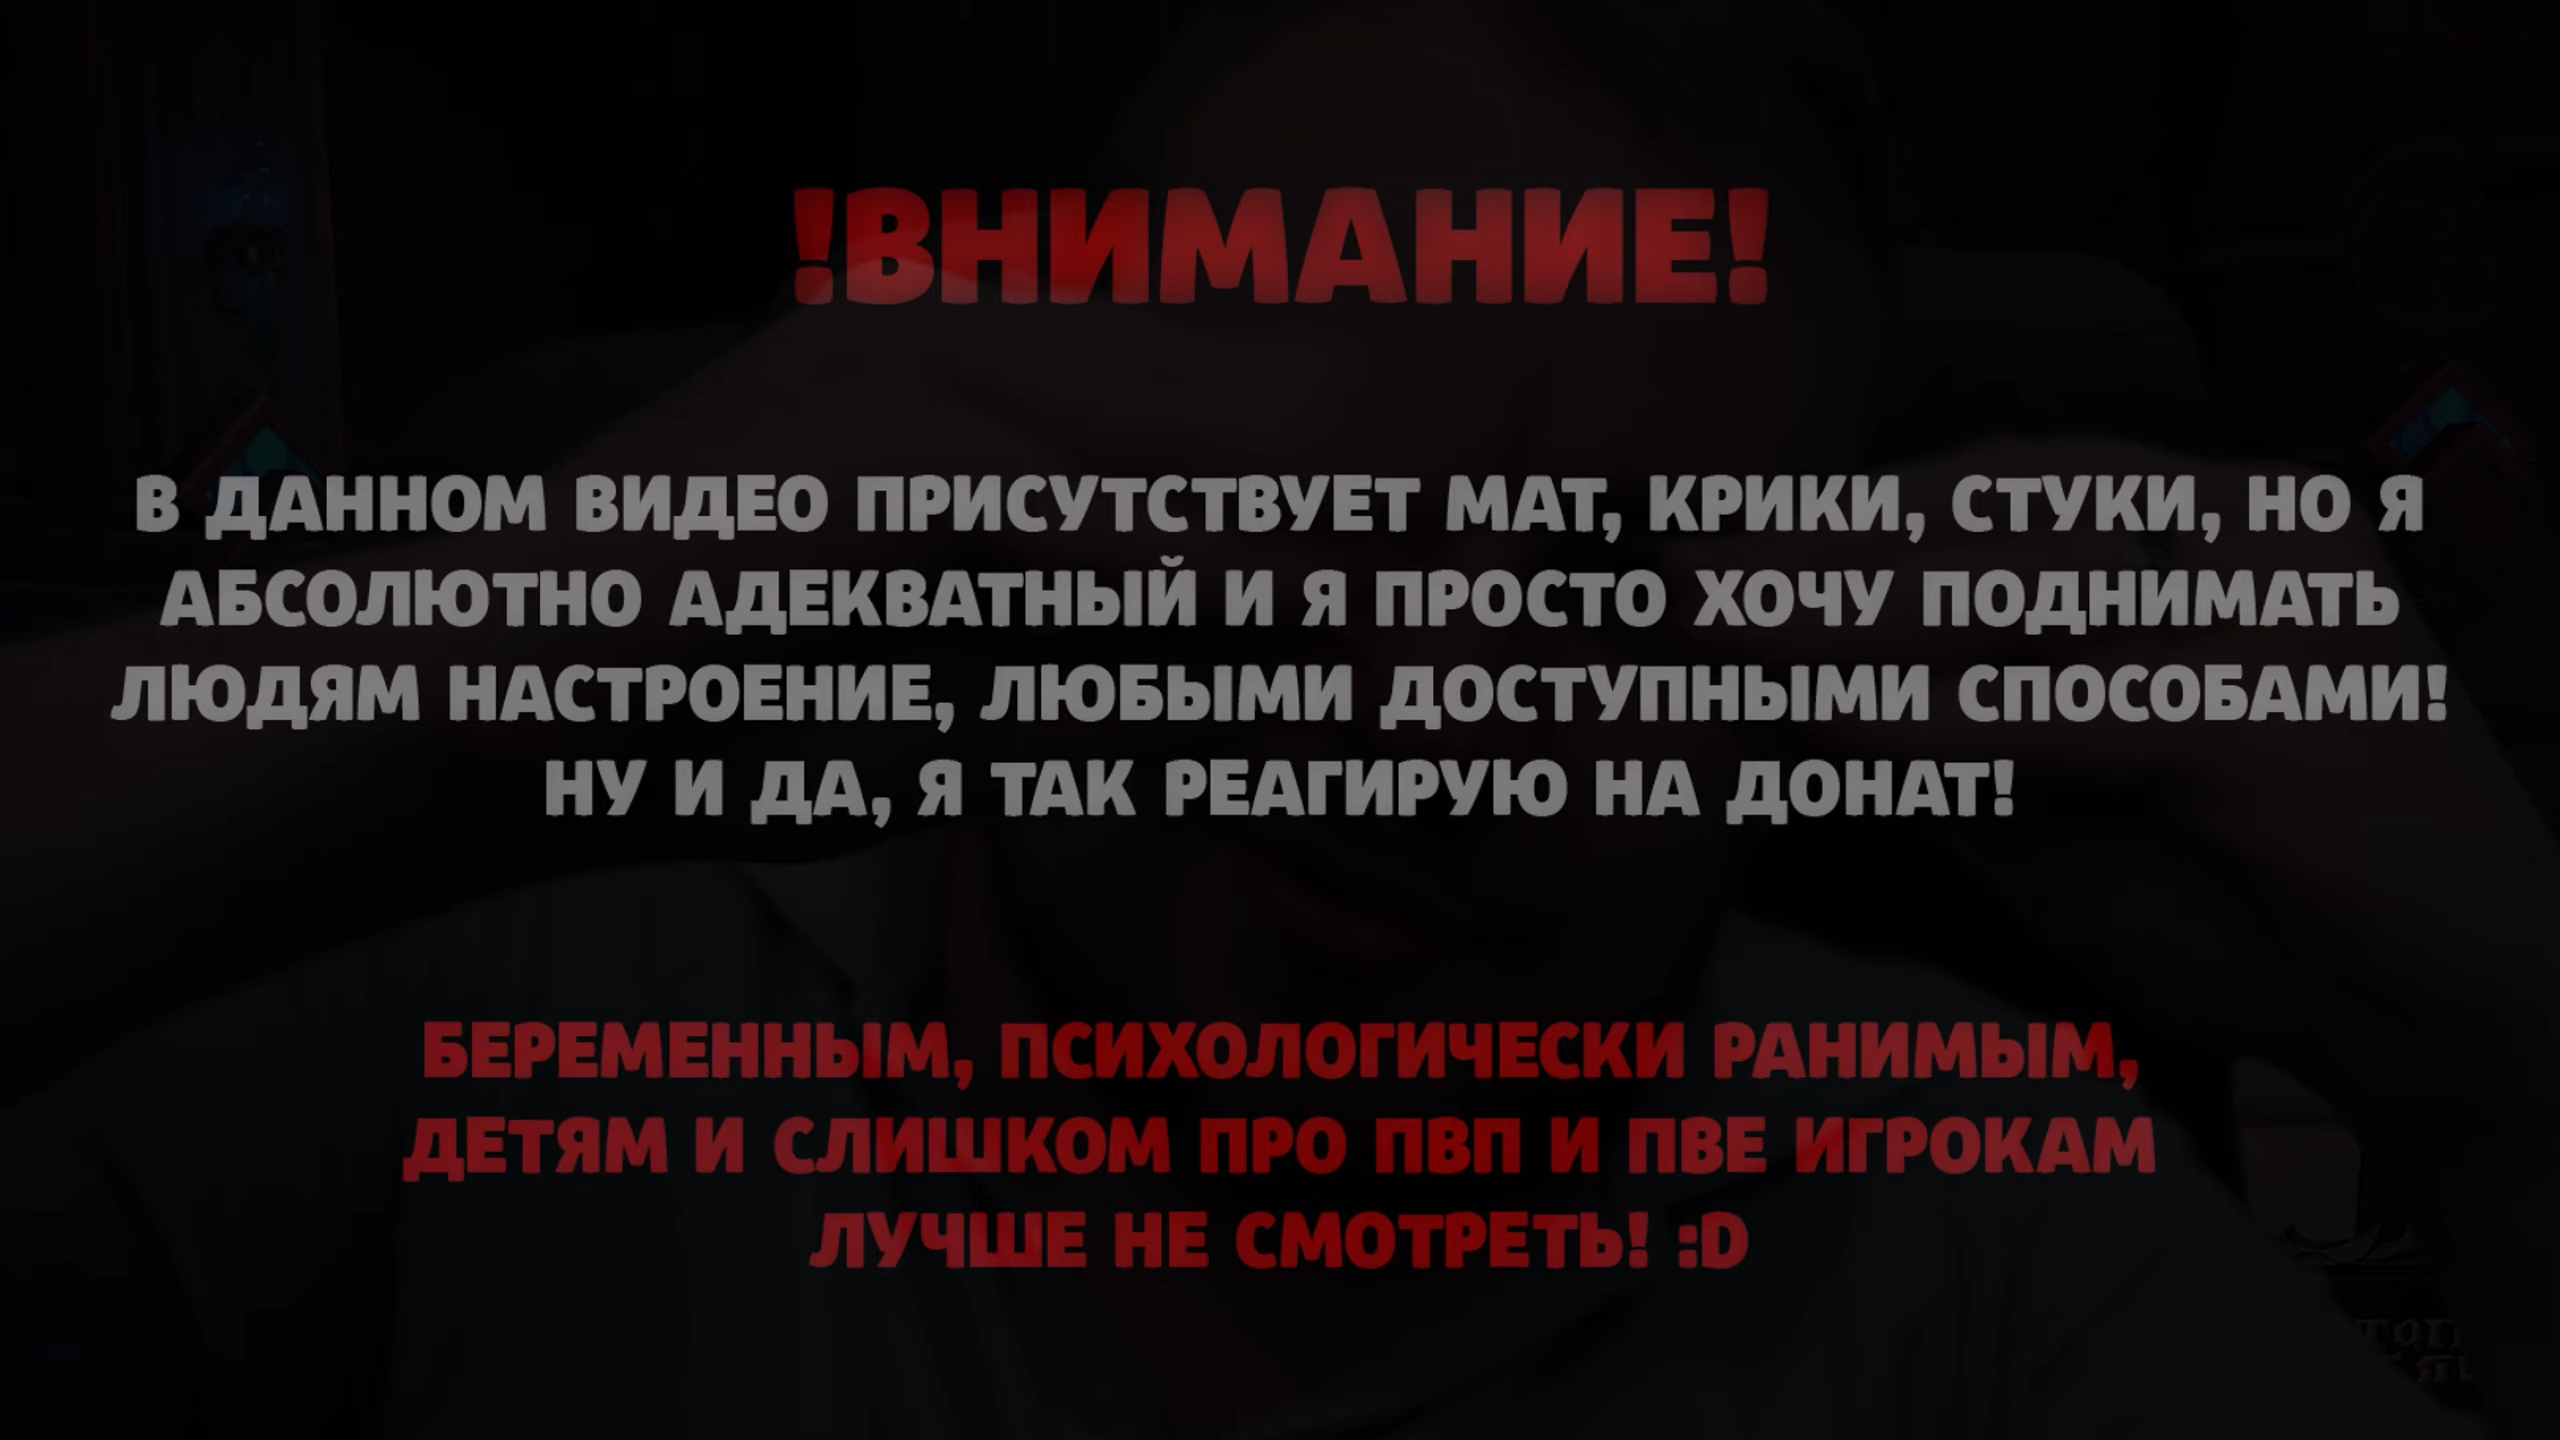 !ВНИМАНИЕ!
В ДАННОМ ВИДЕО ПРИСУТСТВУЕТ МАТ, КРИКИ, СТУКИ, НО Я
АБСОЛЮТНО АДЕКВАТНЫЙ И Я ПРОСТО ХОЧУ ПОДНИМАТЬ
ЛЮДЯМ НАСТРОЕНИЕ, ЛЮБЫМИ ДОСТУПНЫМИ СПОСОБАМИ!
НУ И ДА, Я ТАК РЕАГИРУЮ НА ДОНАТ!
БЕРЕМЕННЫМ, ПСИХОЛОГИЧЕСКИ РАНИМЫМ,
ДЕТЯМ И СЛИШКОМ ПРО ПВП И ПВЕ ИГРОКАМ
ЛУЧШЕ НЕ СМОТРЕТЬ! :D